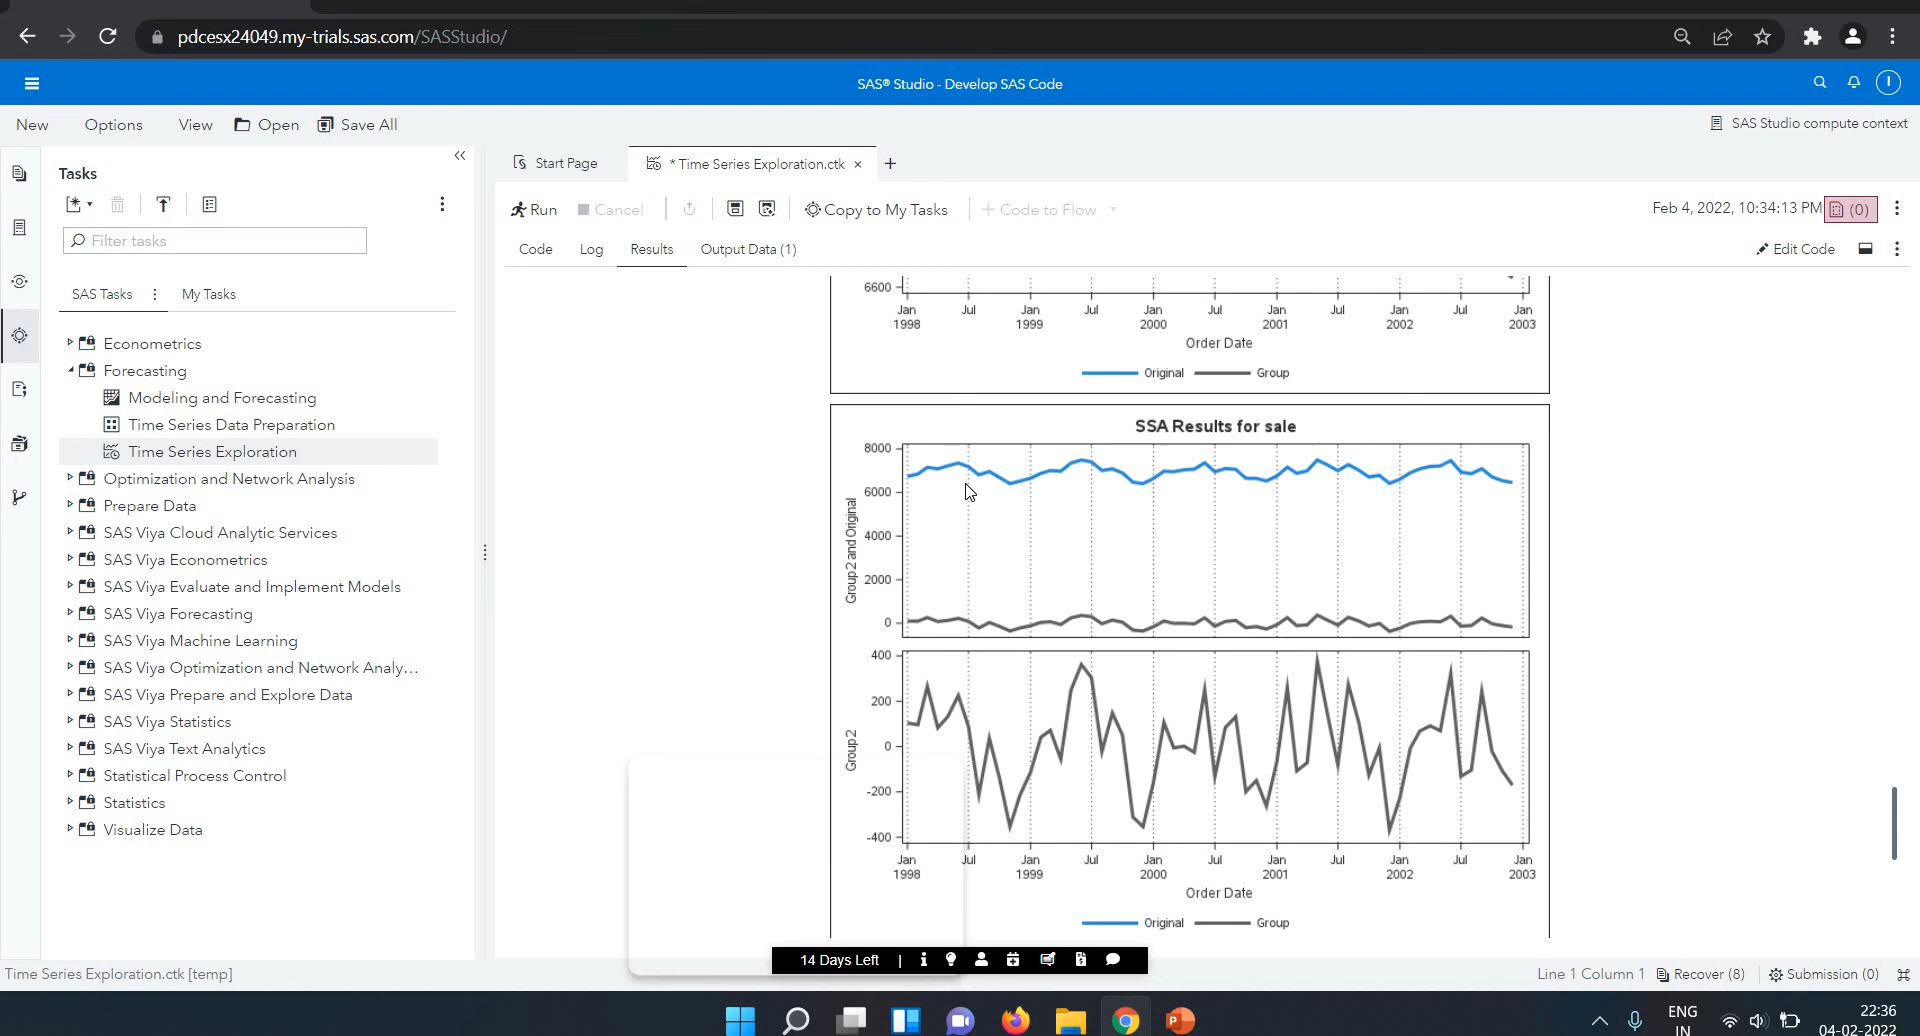 pdcesx24049.my-trials.sas.com/SASStudio/
SAS® Studio - Develop SAS Code
I
New Options View Open Save All
SAS Studio compute context
Tasks
Filter tasks
SAS Tasks My Tasks
Econometrics
Forecasting
Modeling and Forecasting
Time Series Data Preparation
Time Series Exploration
Optimization and Network Analysis
Prepare Data
SAS Viya Cloud Analytic Services
SAS Viya Econometrics
SAS Viya Evaluate and Implement Models
SAS Viya Forecasting
SAS Viya Machine Learning
SAS Viya Optimization and Network Analy...
SAS Viya Prepare and Explore Data
SAS Viya Statistics
SAS Viya Text Analytics
Statistical Process Control
Statistics
Visualize Data
Start Page * Time Series Exploration.ctk × +
Run Cancel Copy to My Tasks + Code to Flow
Feb 4, 2022, 10:34:13 PM (0)
Code Log Results Output Data (1)
Edit Code
6600
Jan Jul Jan Jul Jan Jul Jan Jul Jan Jul Jan
1998 1999 2000 2001 2002 2003
Order Date
Original Group
SSA Results for sale
8000
6000
4000
2000
0
Group2 and Original
400
200
0
-200
-400
Group2
Jan Jul Jan Jul Jan Jul Jan Jul Jan Jul Jan
1998 1999 2000 2001 2002 2003
Order Date
Original Group
14 Days Left |
Time Series Exploration.ctk [temp]
Line 1 Column 1 Recover (8) Submission (0)
ENG
IN
22:36
04-02-2022